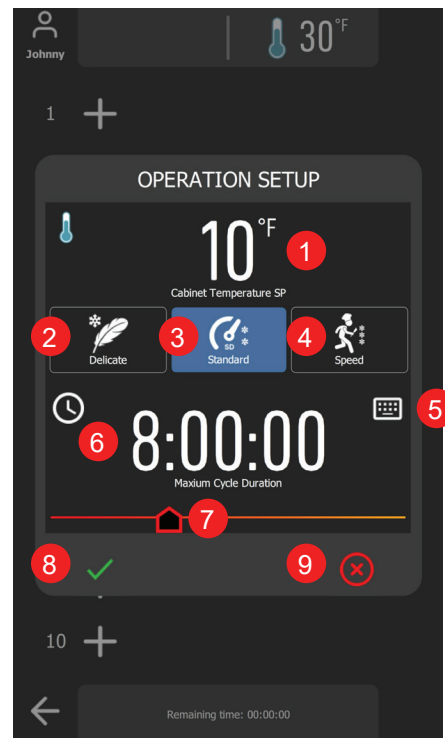 30°F
Johnny
1
OPERATION SETUP
10°F
1
Cabinet Temperature SP
2
3
4
Delicate
SD
Standard
Speed
5
6
8:00:00
Maxium Cycle Duration
7
8
9
10
Remaining time: 00:00:00